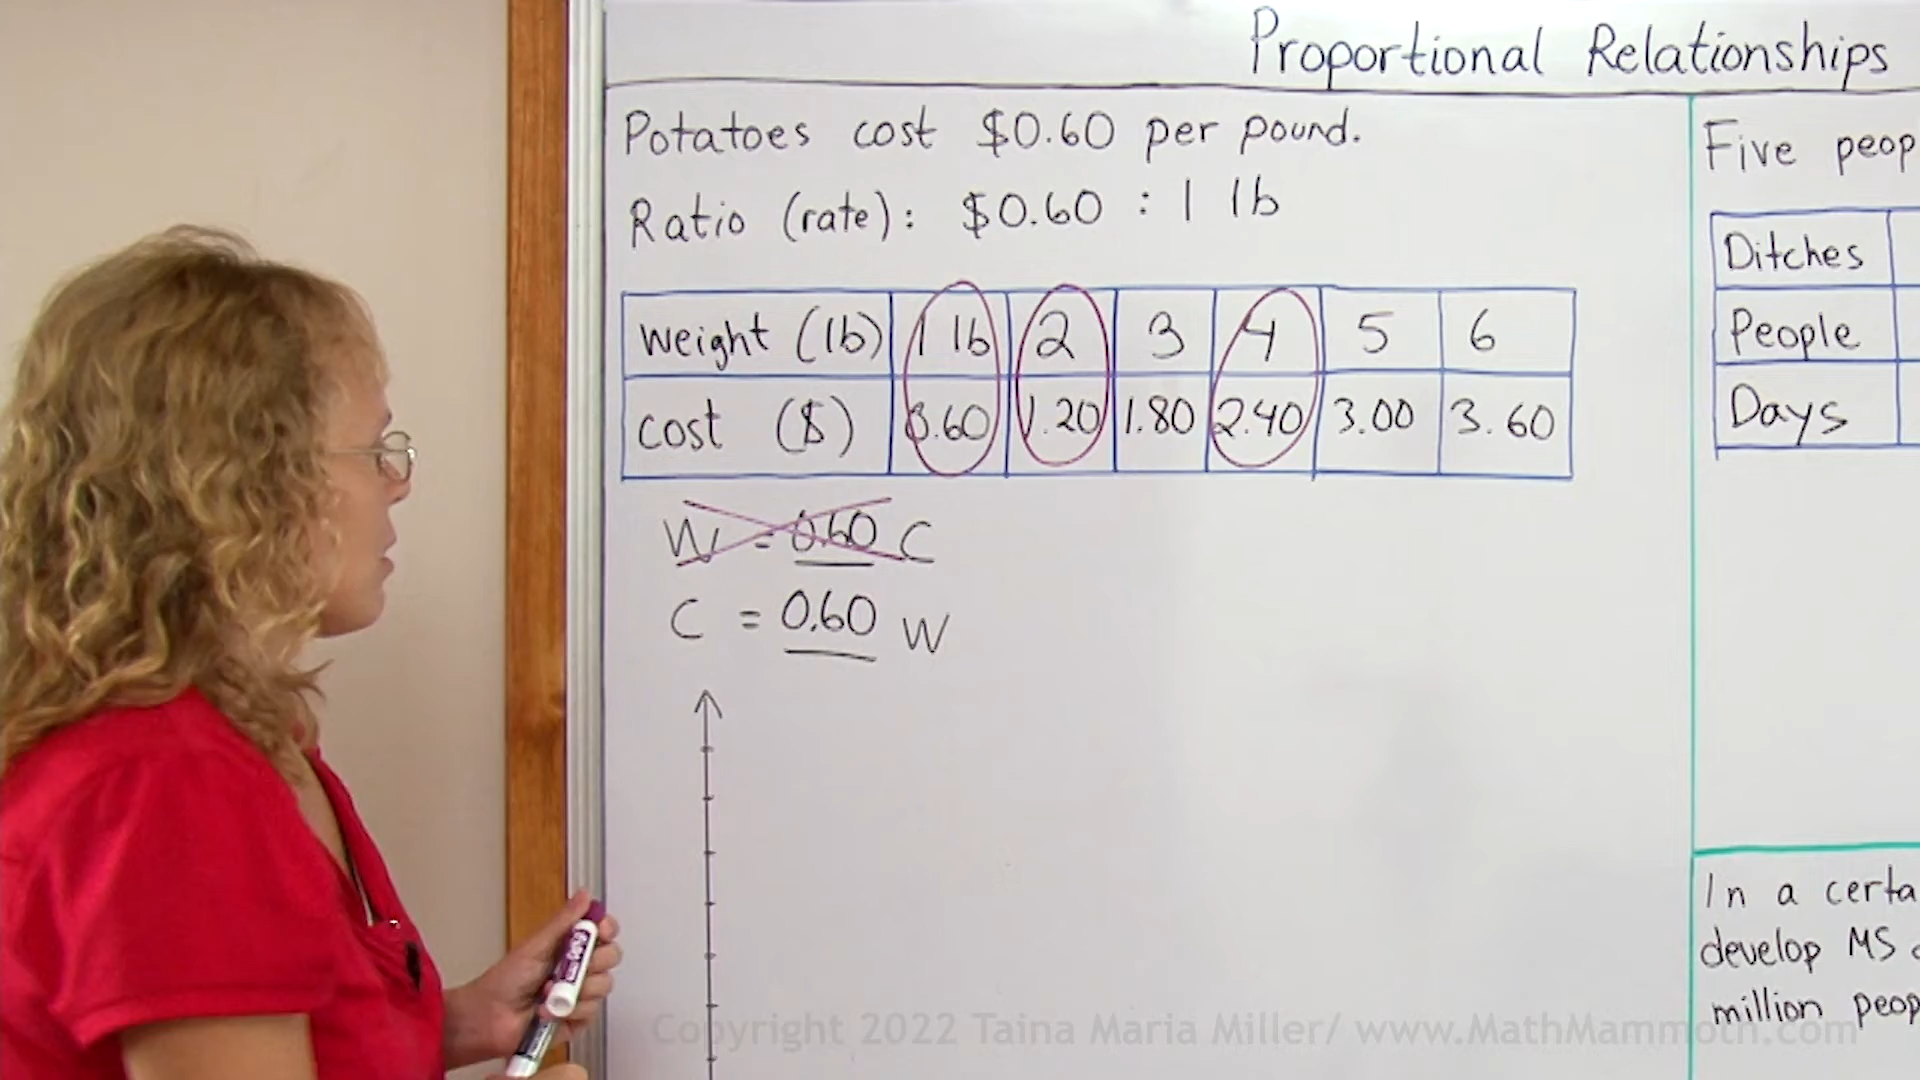 Proportional Relationships
Potatoes cost $0.60 per pound.
Ratio (rate): $0.60 : 1 lb
weight (lb) 1 lb 2 3 4 5 6
cost ($) 0.60 1.20 1.80 2.40 3.00 3.60
W = 0.60 C
C = 0.60 W
Five peop
Ditches
People
Days
In a certa
develop MS
million peop
Copyright 2022 Taina Maria Miller/ www.MathMammoth.com